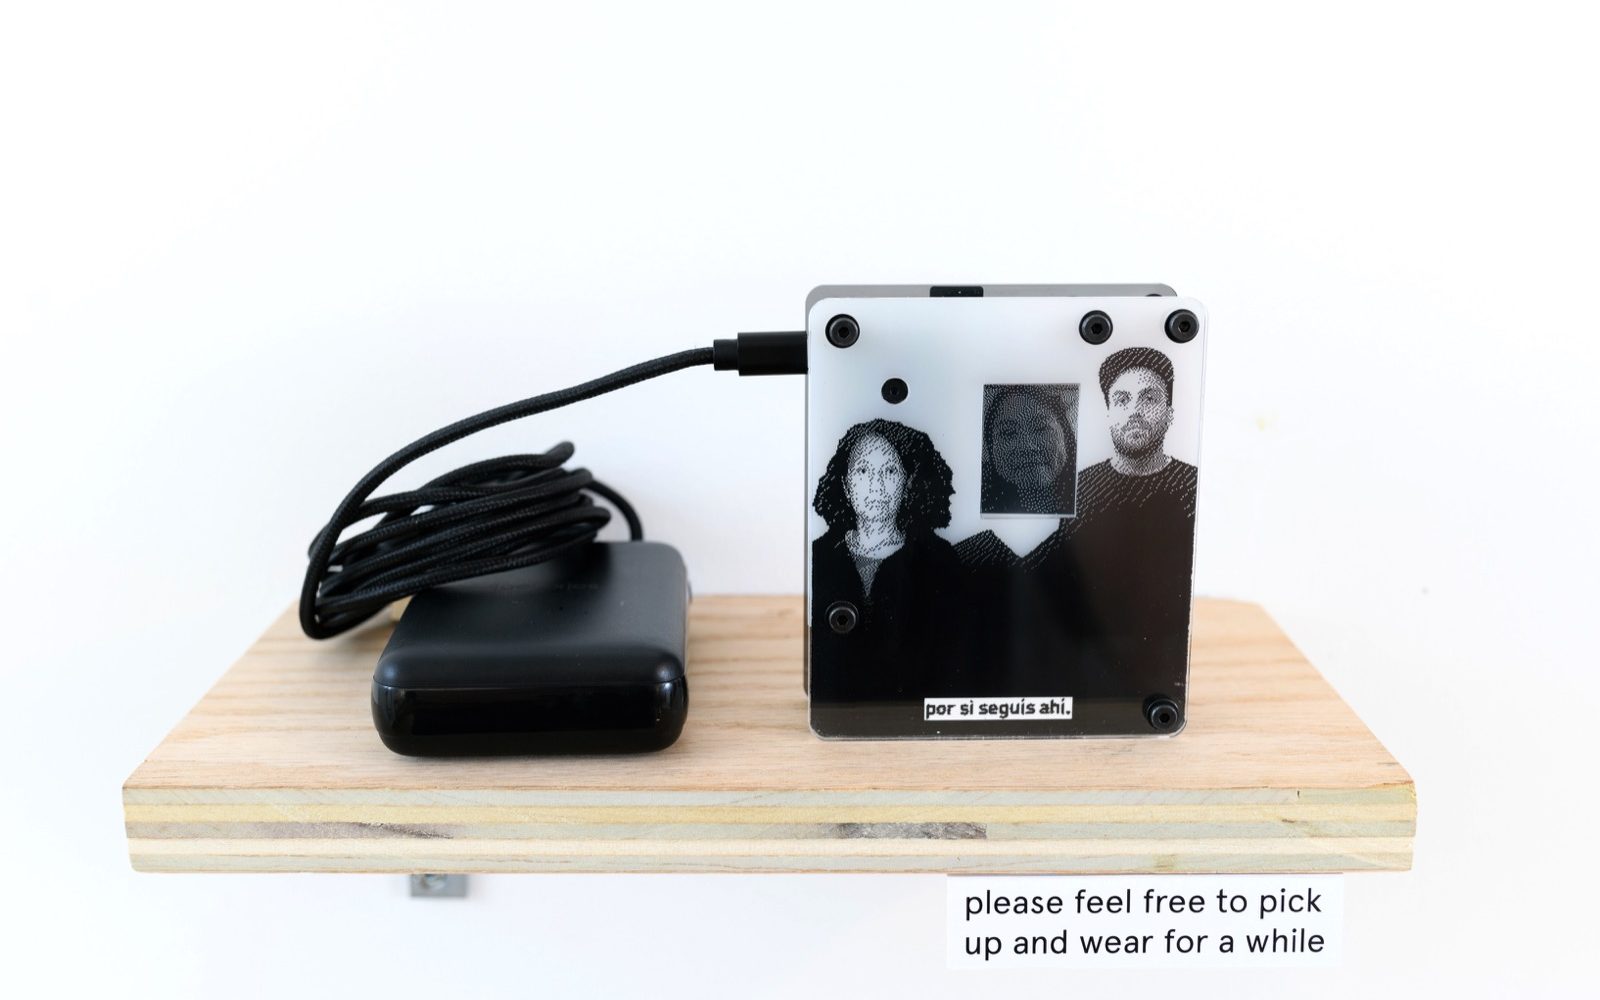 por si seguís ahí.
please feel free to pick
up and wear for a while